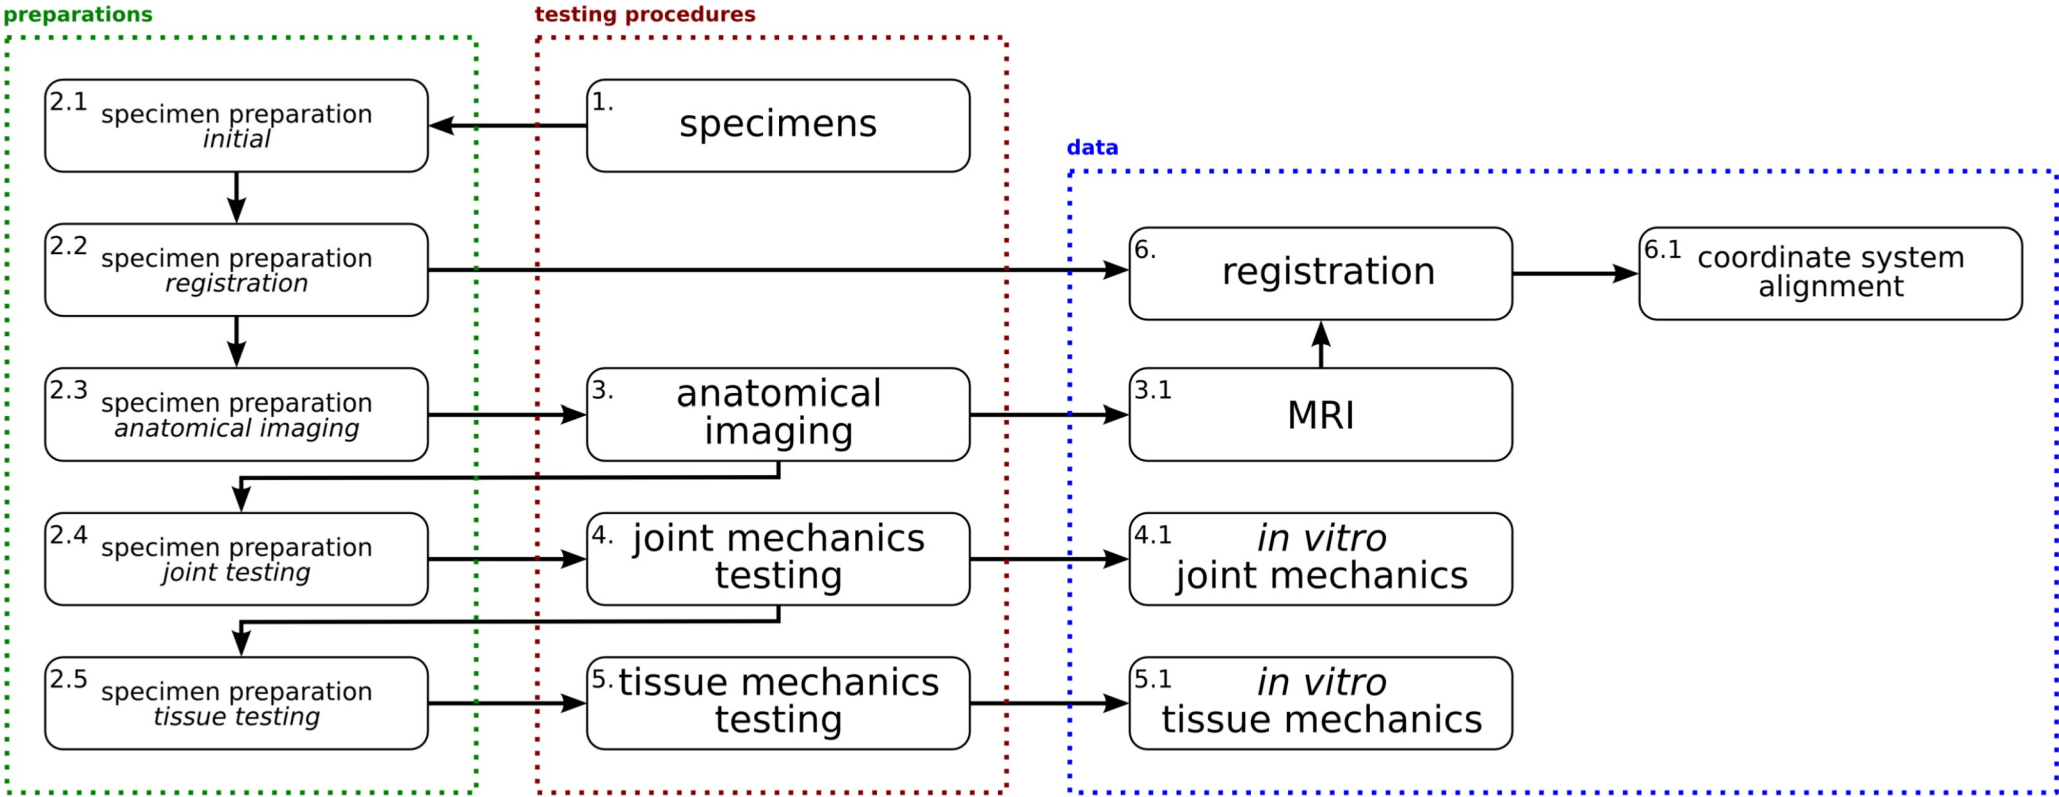 preparations
testing procedures
2.1
specimen preparation
initial
1.
specimens
data
2.2
specimen preparation
registration
6.
registration
6.1
coordinate system
alignment
2.3
specimen preparation
anatomical imaging
3.
anatomical
imaging
3.1
MRI
2.4
specimen preparation
joint testing
4.
joint mechanics
testing
4.1
in vitro
joint mechanics
2.5
specimen preparation
tissue testing
5.
tissue mechanics
testing
5.1
in vitro
tissue mechanics